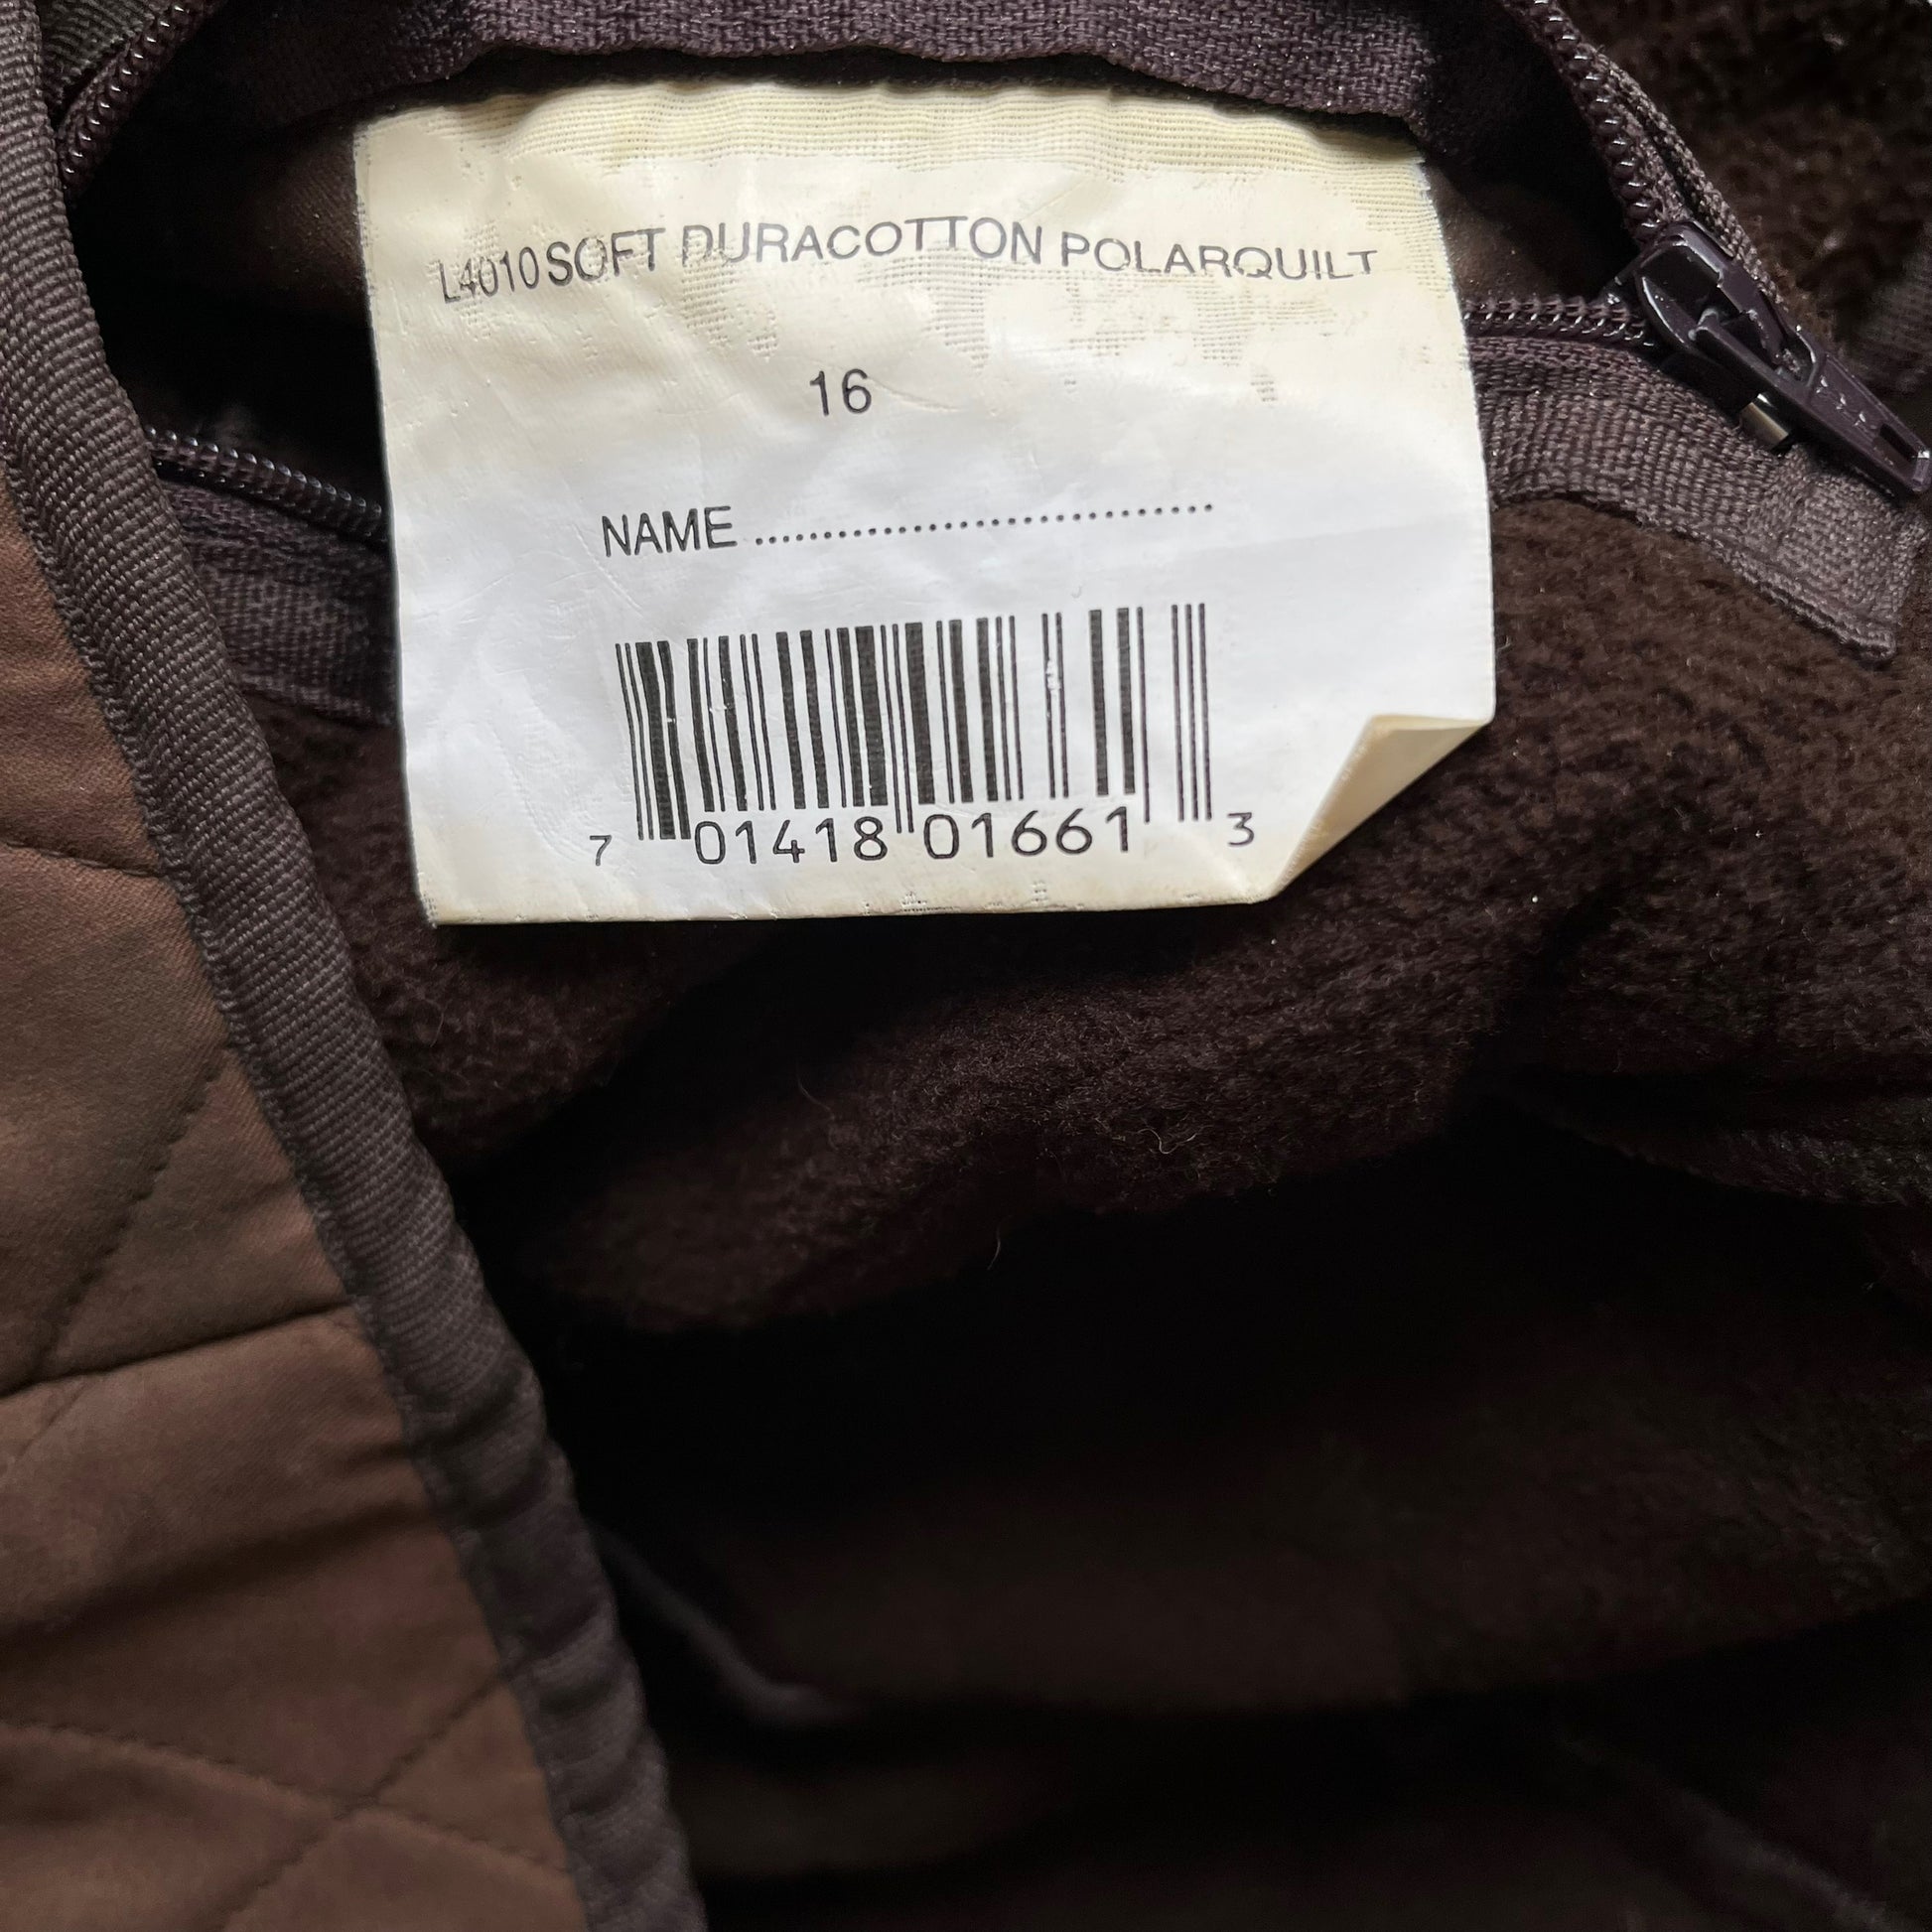 L4010 SOFT DURACOTTON POLARQUILT
16
NAME ................................
7 01418 01661 3